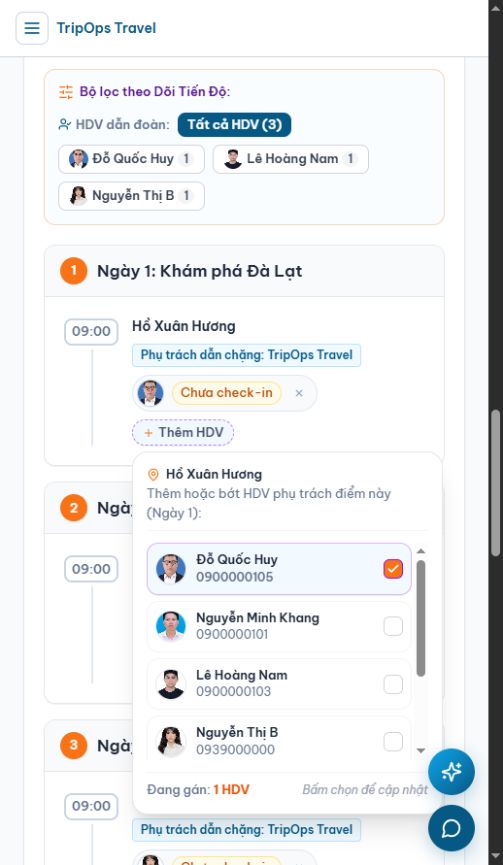 TripOps Travel
Bộ lọc theo Dõi Tiến Độ:
HDV dẫn đoàn: Tất cả HDV (3)
Đỗ Quốc Huy 1 Lê Hoàng Nam 1
Nguyễn Thị B 1
1 Ngày 1: Khám phá Đà Lạt
09:00 Hồ Xuân Hương
Phụ trách dẫn chặng: TripOps Travel
Chưa check-in ×
+ Thêm HDV
Hồ Xuân Hương
Thêm hoặc bớt HDV phụ trách điểm này
(Ngày 1):
2 Ngà
09:00
Đỗ Quốc Huy
0900000105
Nguyễn Minh Khang
0900000101
Lê Hoàng Nam
0900000103
Nguyễn Thị B
0939000000
3 Ngà
Đang gán: 1 HDV Bấm chọn để cập nhật
09:00
Phụ trách dẫn chặng: TripOps Travel